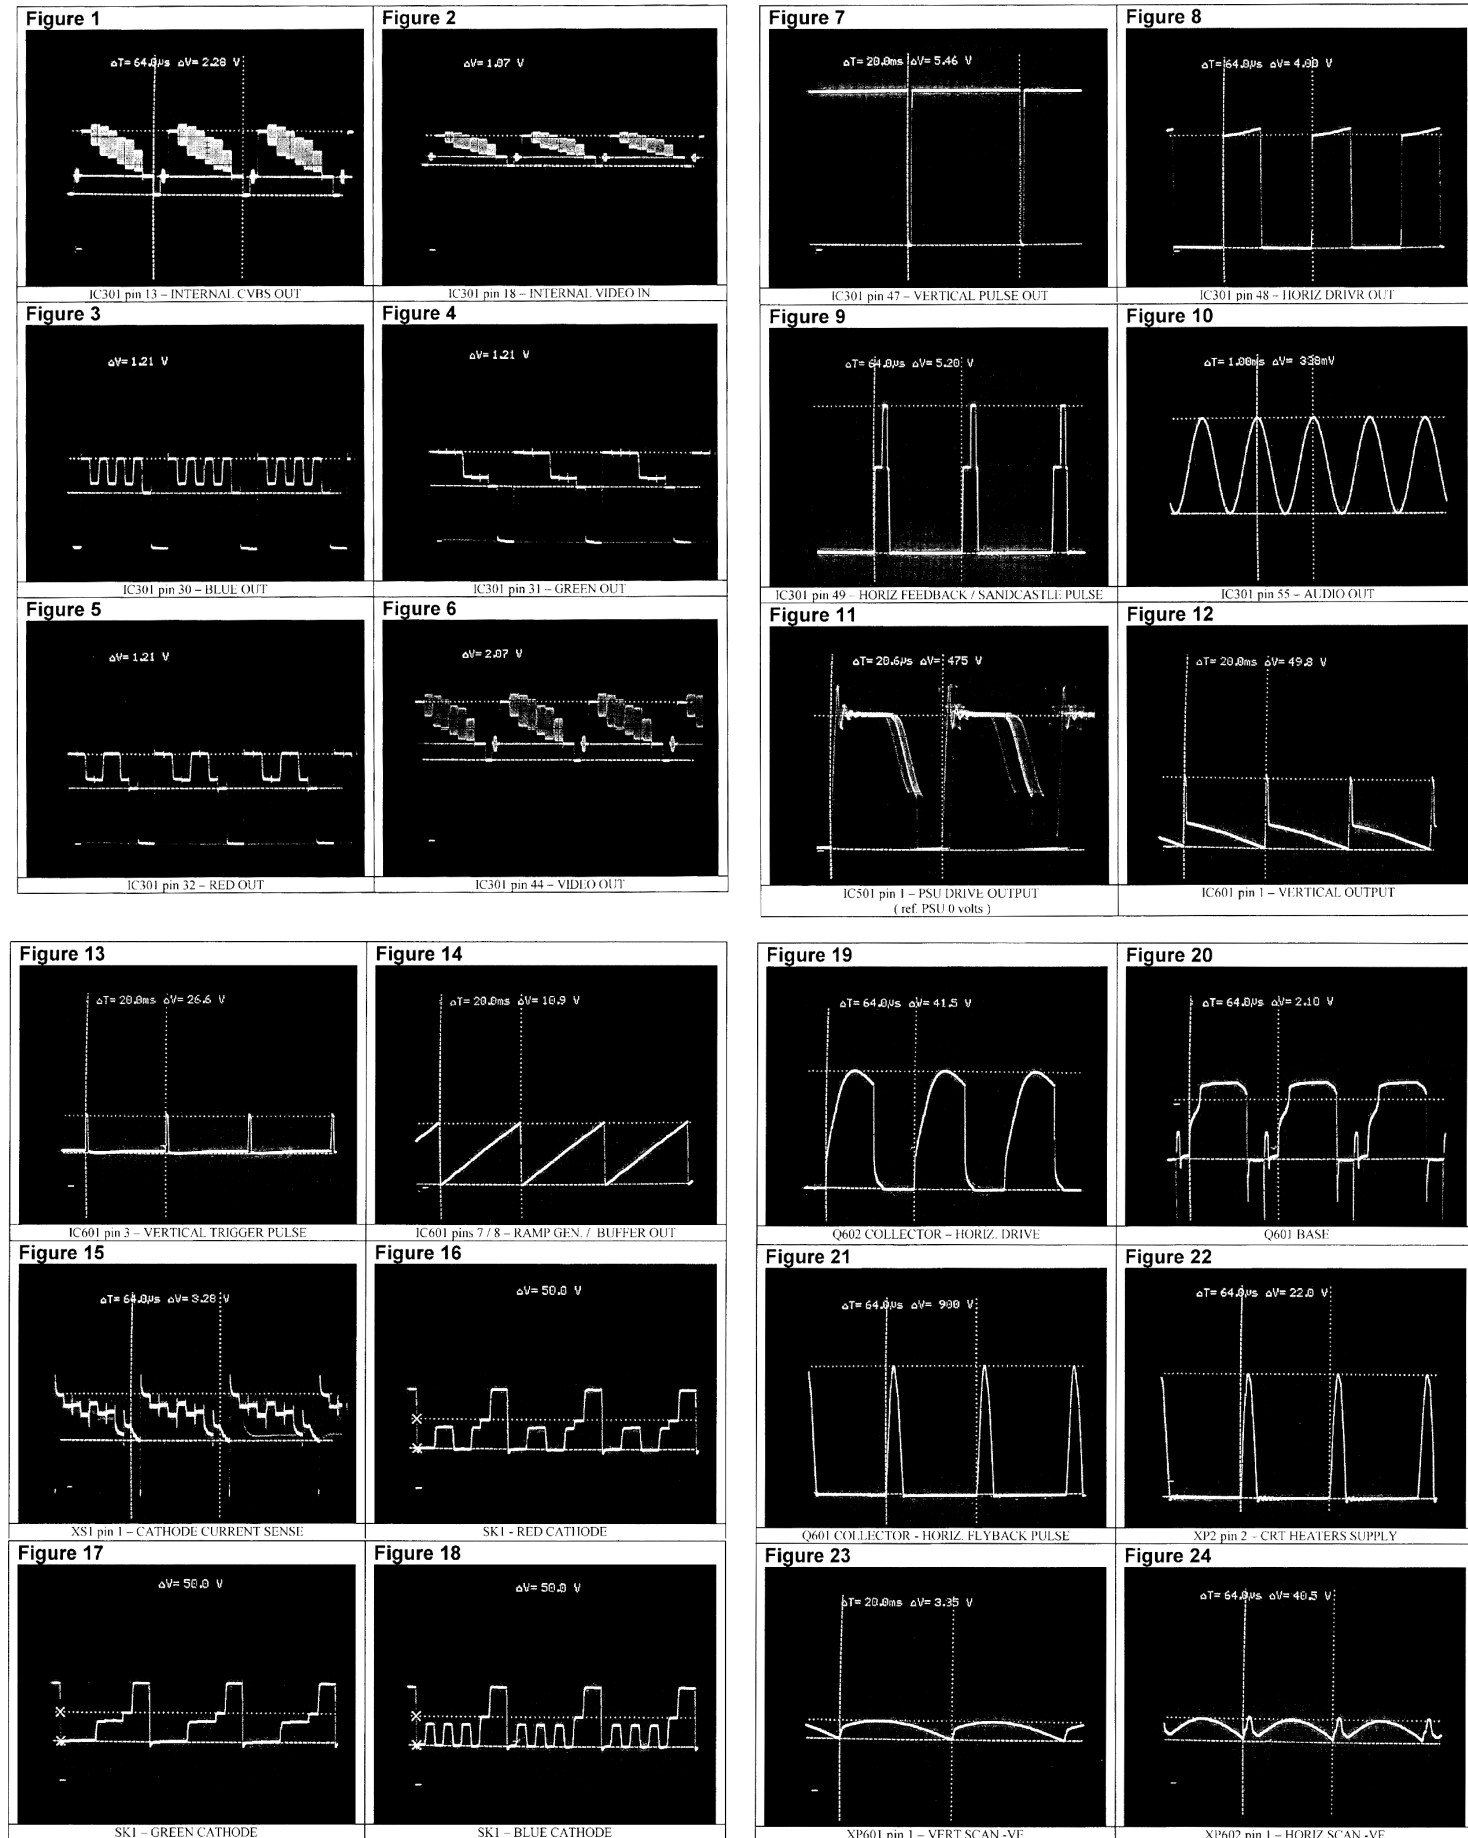 Figure 1
ΔT= 64.0µs ΔV= 2.28 V
IC301 pin 13 – INTERNAL CVBS OUT
Figure 2
ΔV= 1.07 V
IC301 pin 18 – INTERNAL VIDEO IN
Figure 3
ΔV= 1.21 V
IC301 pin 30 – BLUE OUT
Figure 4
ΔV= 1.21 V
IC301 pin 31 – GREEN OUT
Figure 5
ΔV= 1.21 V
IC301 pin 32 – RED OUT
Figure 6
ΔV= 2.07 V
IC301 pin 44 – VIDEO OUT
Figure 7
ΔT= 20.0ms ΔV= 5.46 V
IC301 pin 47 – VERTICAL PULSE OUT
Figure 8
ΔT= 64.0µs ΔV= 4.00 V
IC301 pin 48 – HORIZ DRIVR OUT
Figure 9
ΔT= 64.0µs ΔV= 5.20 V
IC301 pin 49 – HORIZ FEEDBACK / SANDCASTLE PULSE
Figure 10
ΔT= 1.00ms ΔV= 338mV
IC301 pin 55 – AUDIO OUT
Figure 11
ΔT= 20.6µs ΔV= 475 V
IC501 pin 1 – PSU DRIVE OUTPUT
( ref. PSU 0 volts )
Figure 12
ΔT= 20.0ms ΔV= 49.8 V
IC601 pin 1 – VERTICAL OUTPUT
Figure 13
ΔT= 20.0ms ΔV= 26.6 V
IC601 pin 3 – VERTICAL TRIGGER PULSE
Figure 14
ΔT= 20.0ms ΔV= 10.9 V
IC601 pins 7 / 8 – RAMP GEN. / BUFFER OUT
Figure 15
ΔT= 64.0µs ΔV= 3.28 V
XS1 pin 1 – CATHODE CURRENT SENSE
Figure 16
ΔV= 50.0 V
SK1 - RED CATHODE
Figure 17
ΔV= 50.0 V
SK1 – GREEN CATHODE
Figure 18
ΔV= 50.0 V
SK1 – BLUE CATHODE
Figure 19
ΔT= 64.0µs ΔV= 41.5 V
Q602 COLLECTOR – HORIZ. DRIVE
Figure 20
ΔT= 64.0µs ΔV= 2.10 V
Q601 BASE
Figure 21
ΔT= 64.0µs ΔV= 900 V
Q601 COLLECTOR - HORIZ. FLYBACK PULSE
Figure 22
ΔT= 64.0µs ΔV= 22.0 V
XP2 pin 2 - CRT HEATERS SUPPLY
Figure 23
ΔT= 20.0ms ΔV= 3.35 V
XP601 pin 1 – VERT SCAN -VE
Figure 24
ΔT= 64.0µs ΔV= 40.5 V
XP602 pin 1 – HORIZ SCAN -VE